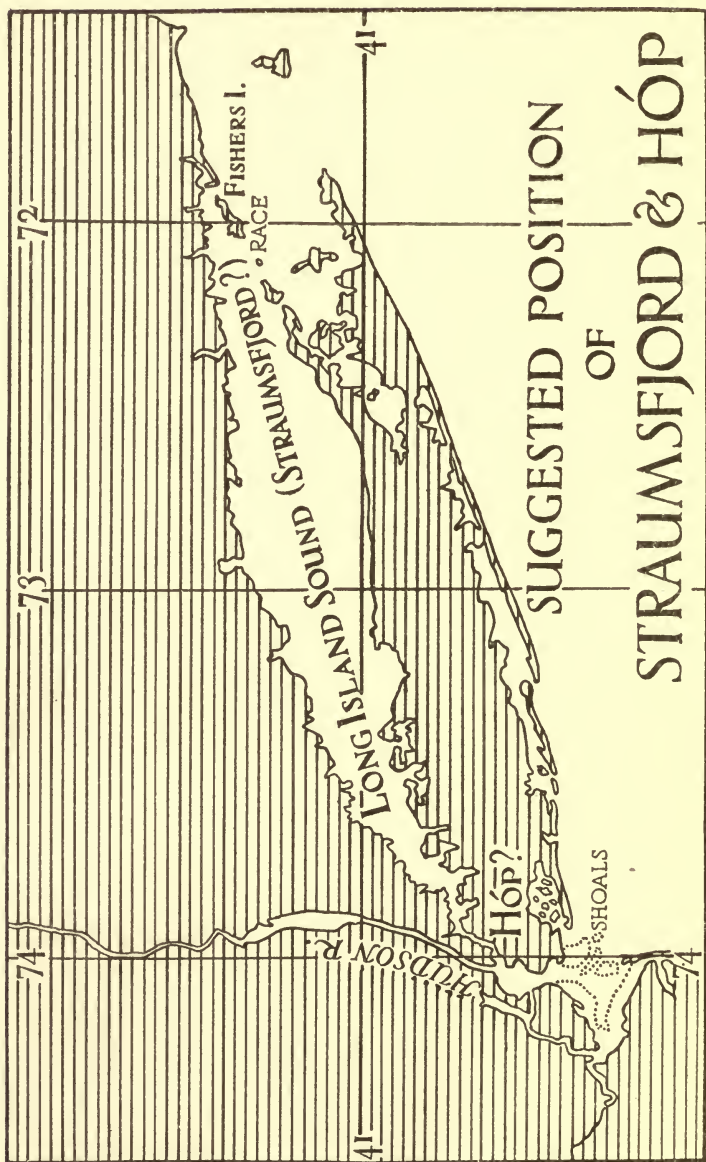 72
73
74
41
FISHERS I.
RACE
LONG ISLAND SOUND (STRAUMSFJORD?)
HUDSON R.
HÓP?
SHOALS
41
74
SUGGESTED POSITION
OF
STRAUMSFJORD & HÓP